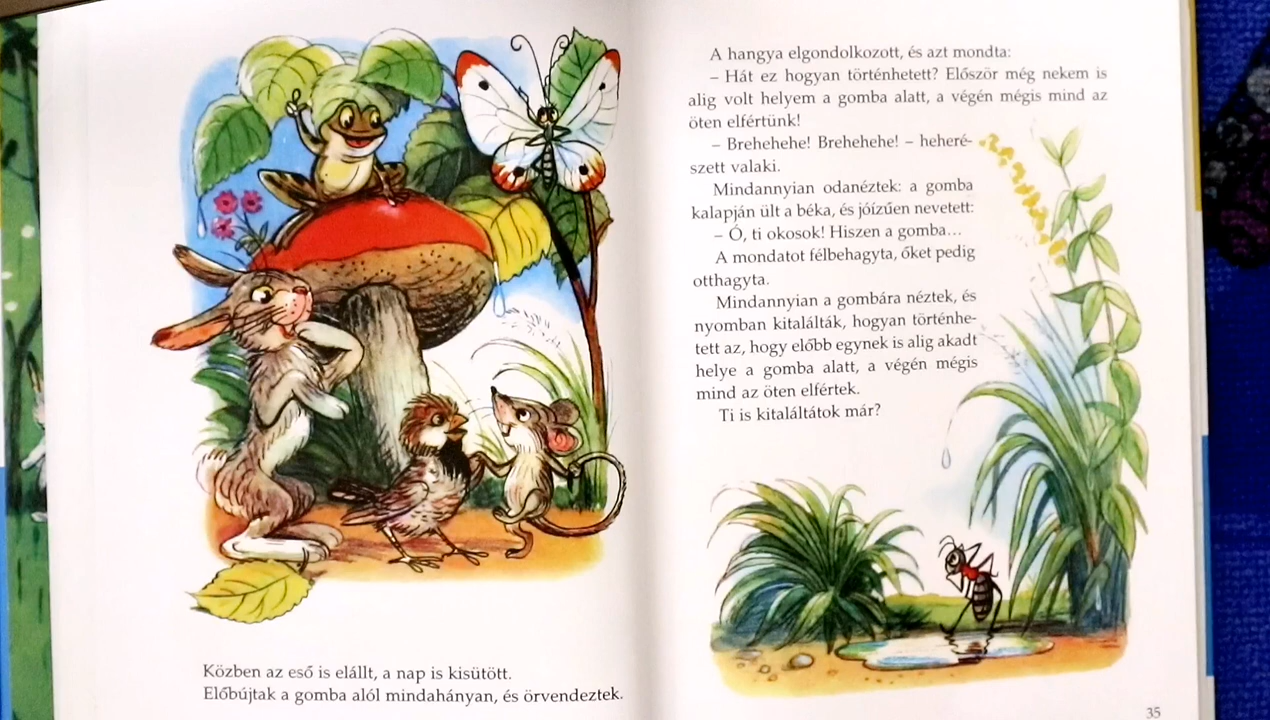 Közben az eső is elállt, a nap is kisütött.
Előbújtak a gomba alól mindahányan, és örvendeztek.
A hangya elgondolkozott, és azt mondta:
– Hát ez hogyan történhetett? Először még nekem is
alig volt helyem a gomba alatt, a végén mégis mind az
öten elfértünk!
– Brehehehe! Brehehehe! – heheré-
szett valaki.
Mindannyian odanéztek: a gomba
kalapján ült a béka, és jóízűen nevetett:
– Ó, ti okosok! Hiszen a gomba...
A mondatot félbehagyta, őket pedig
otthagyta.
Mindannyian a gombára néztek, és
nyomban kitalálták, hogyan történhe-
tett az, hogy előbb egynek is alig akadt
helye a gomba alatt, a végén mégis
mind az öten elfértek.
Ti is kitaláltátok már?
35